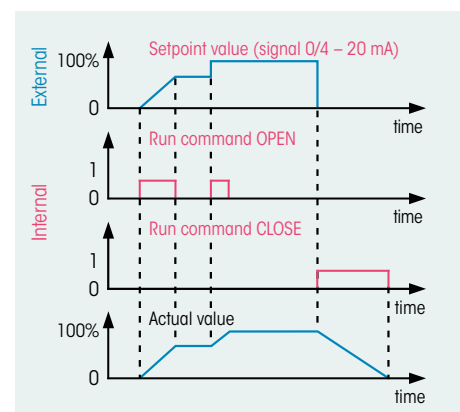 Setpoint value (signal 0/4 – 20 mA)
External
100%
0
time
Run command OPEN
Internal
1
0
time
Run command CLOSE
1
0
time
Actual value
100%
0
time